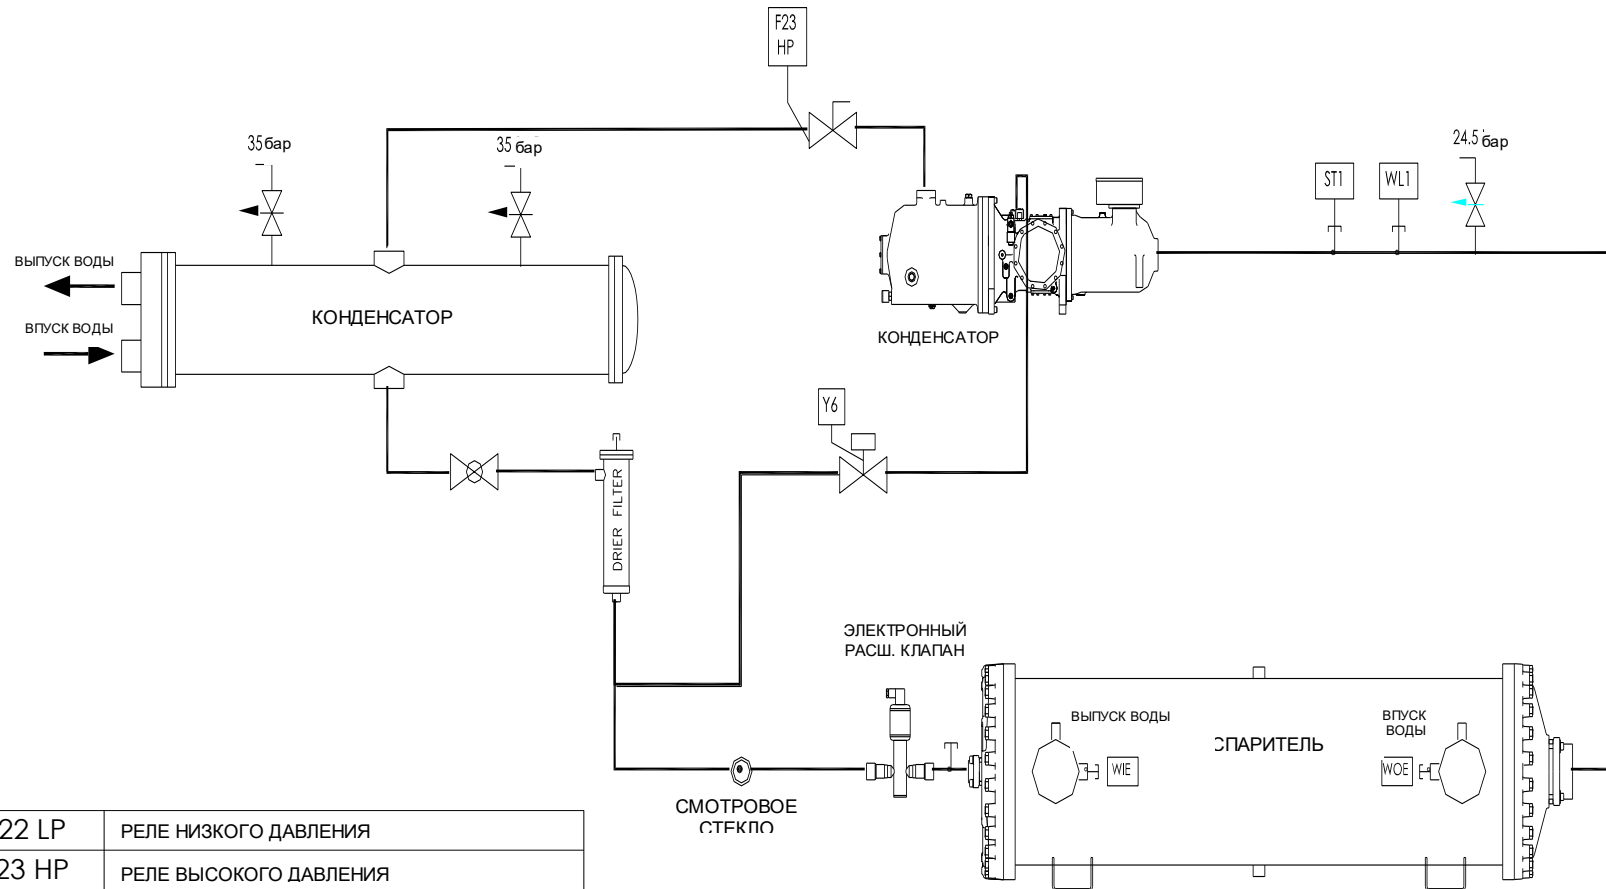 F23
HP
35 бар
35 бар
24.5 бар
ST1
WL1
ВЫПУСК ВОДЫ
ВПУСК ВОДЫ
КОНДЕНСАТОР
КОНДЕНСАТОР
Y6
DRIER FILTER
ЭЛЕКТРОННЫЙ
РАСШ. КЛАПАН
ВЫПУСК ВОДЫ
ВПУСК
ВОДЫ
СПАРИТЕЛЬ
WIE
WOE
СМОТРОВОЕ
СТЕКЛО
22 LP РЕЛЕ НИЗКОГО ДАВЛЕНИЯ
23 HP РЕЛЕ ВЫСОКОГО ДАВЛЕНИЯ